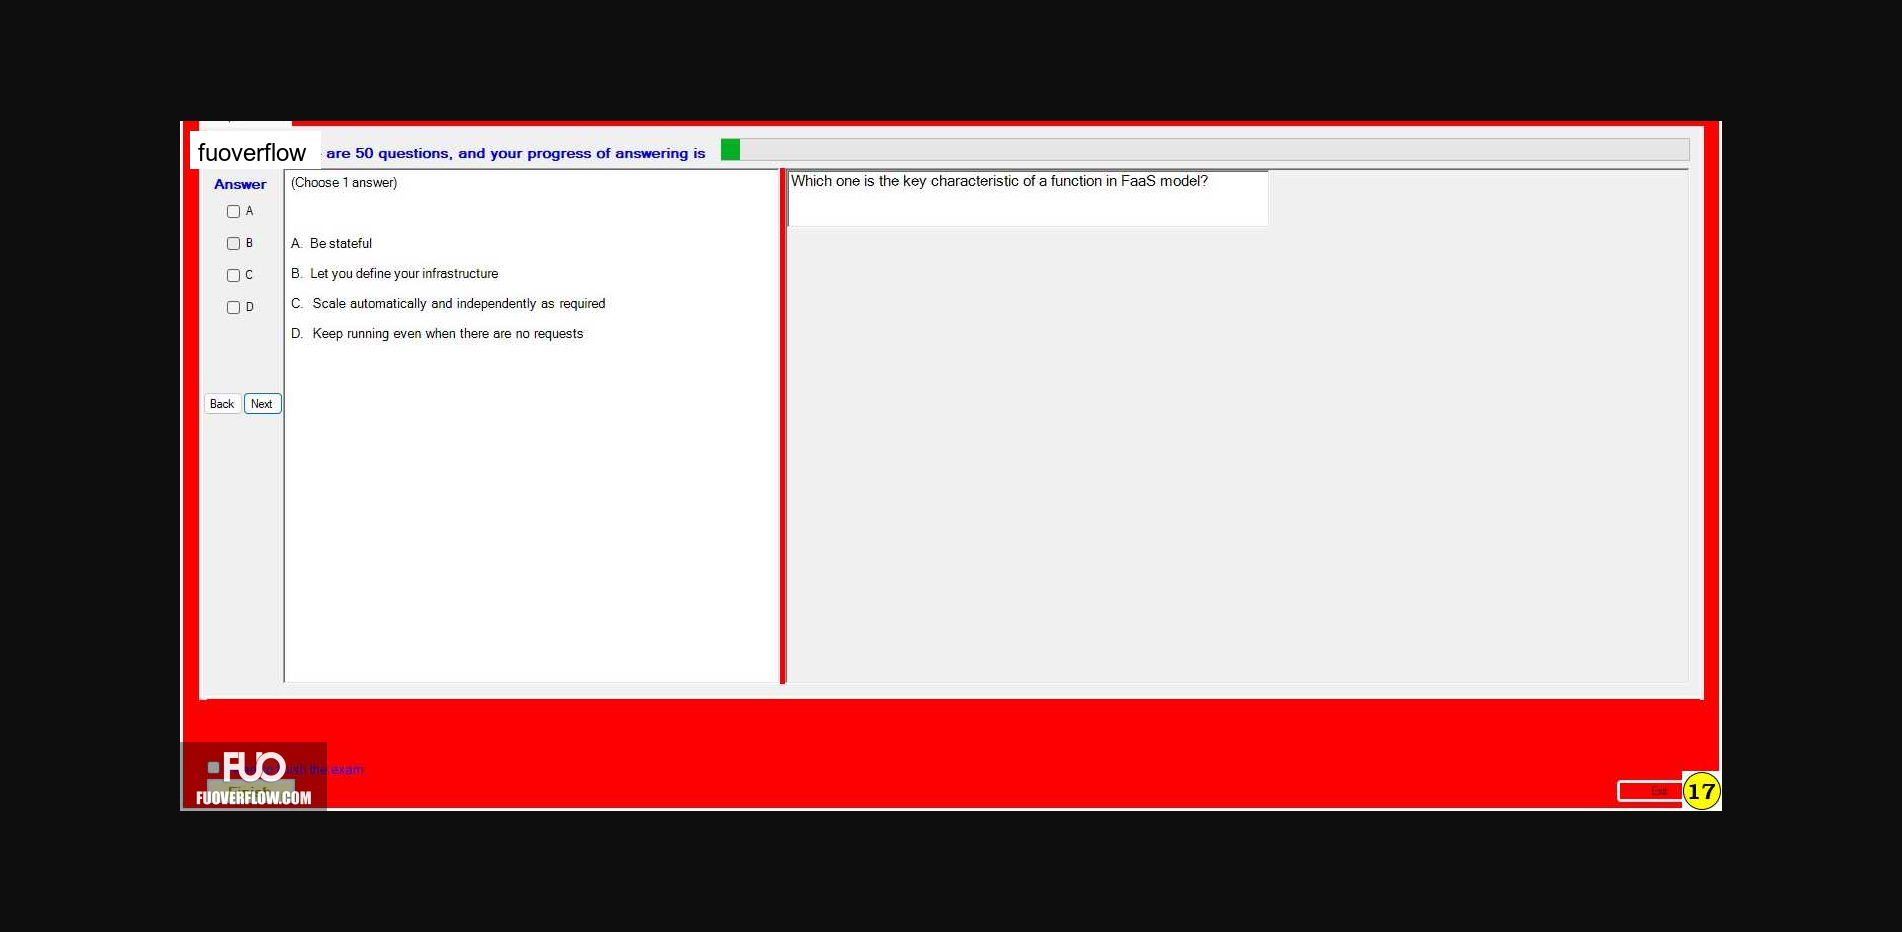 fuoverflow are 50 questions, and your progress of answering is
Answer
(Choose 1 answer)
Which one is the key characteristic of a function in FaaS model?
A
B
C
D
A. Be stateful
B. Let you define your infrastructure
C. Scale automatically and independently as required
D. Keep running even when there are no requests
Back Next
FUO
the exam
Finish
FUOVERFLOW.COM
Exit
17